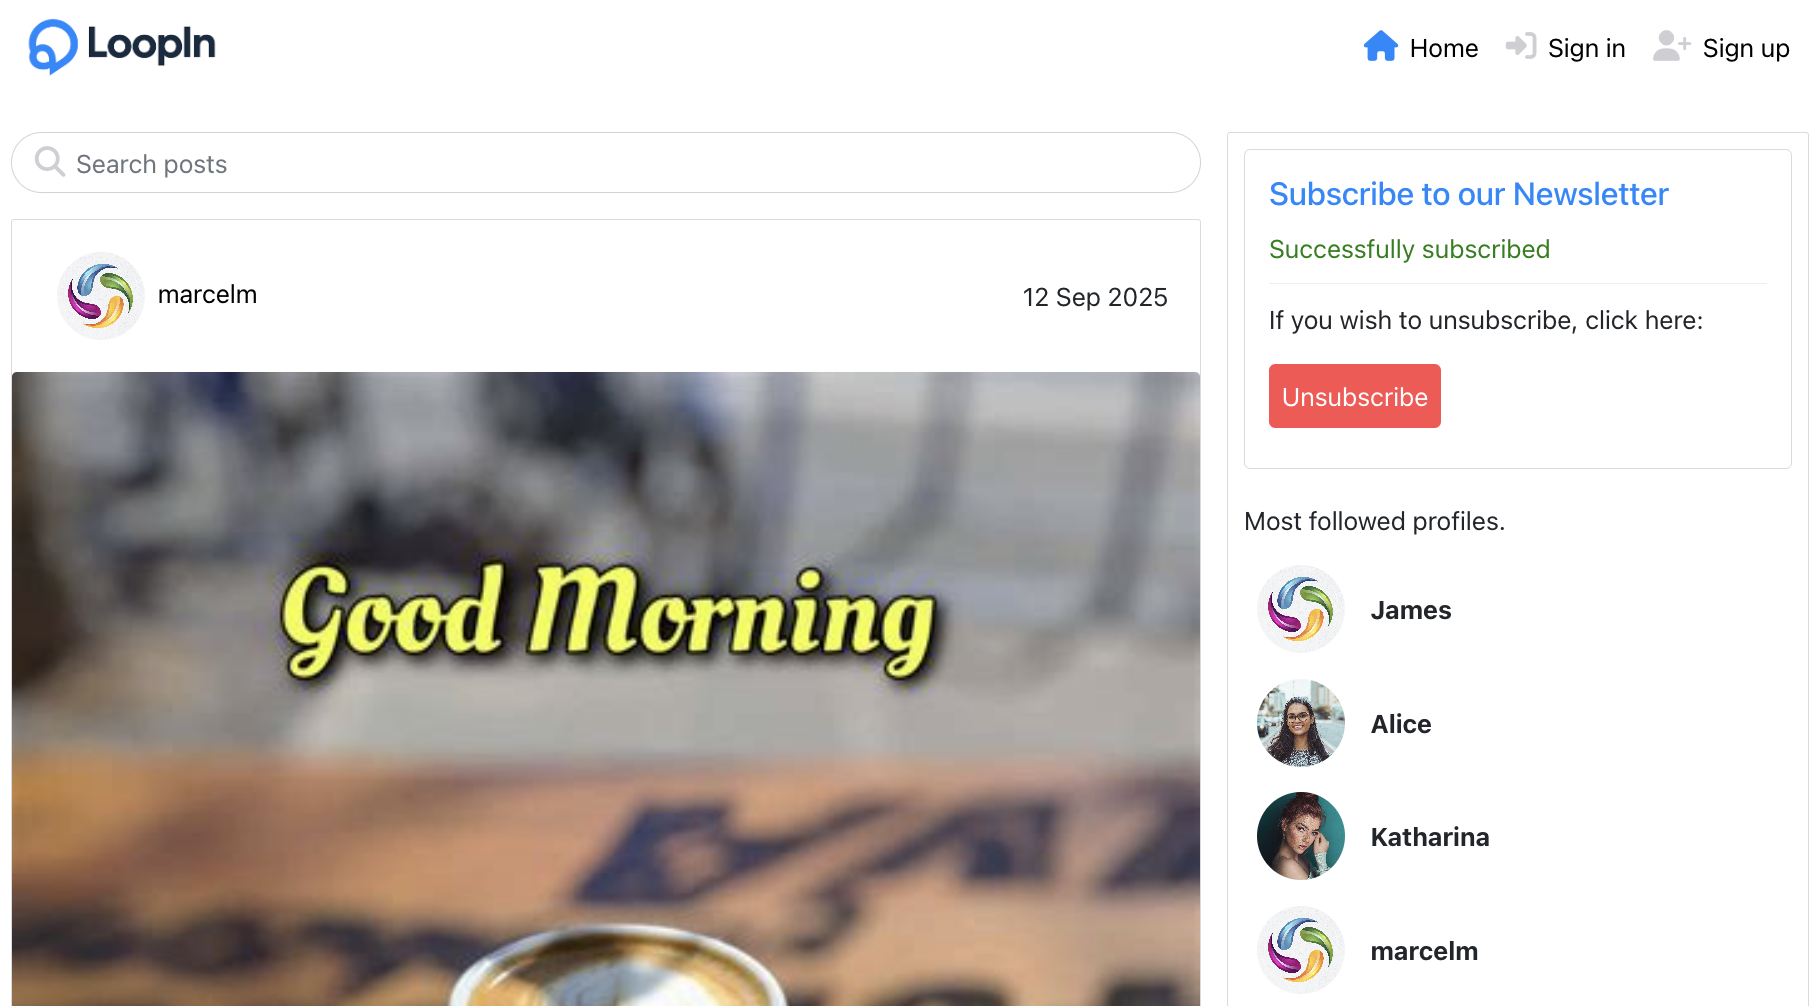 LoopIn
Home
Sign in
Sign up
Search posts
marcelm
12 Sep 2025
Good Morning
Subscribe to our Newsletter
Successfully subscribed
If you wish to unsubscribe, click here:
Unsubscribe
Most followed profiles.
James
Alice
Katharina
marcelm